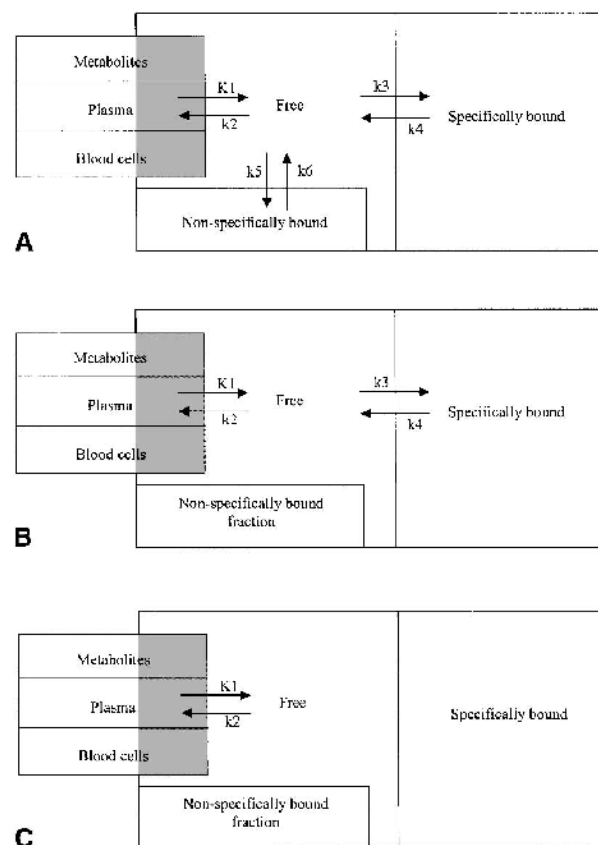 Metabolites
K1
k3
Plasma
Free
Specifically bound
k2
k4
Blood cells
k5
k6
Non-specifically bound
A
Metabolites
K1
k3
Plasma
Free
Specifically bound
k2
k4
Blood cells
Non-specifically bound
fraction
B
Metabolites
K1
Plasma
Free
Specifically bound
k2
Blood cells
Non-specifically bound
fraction
C